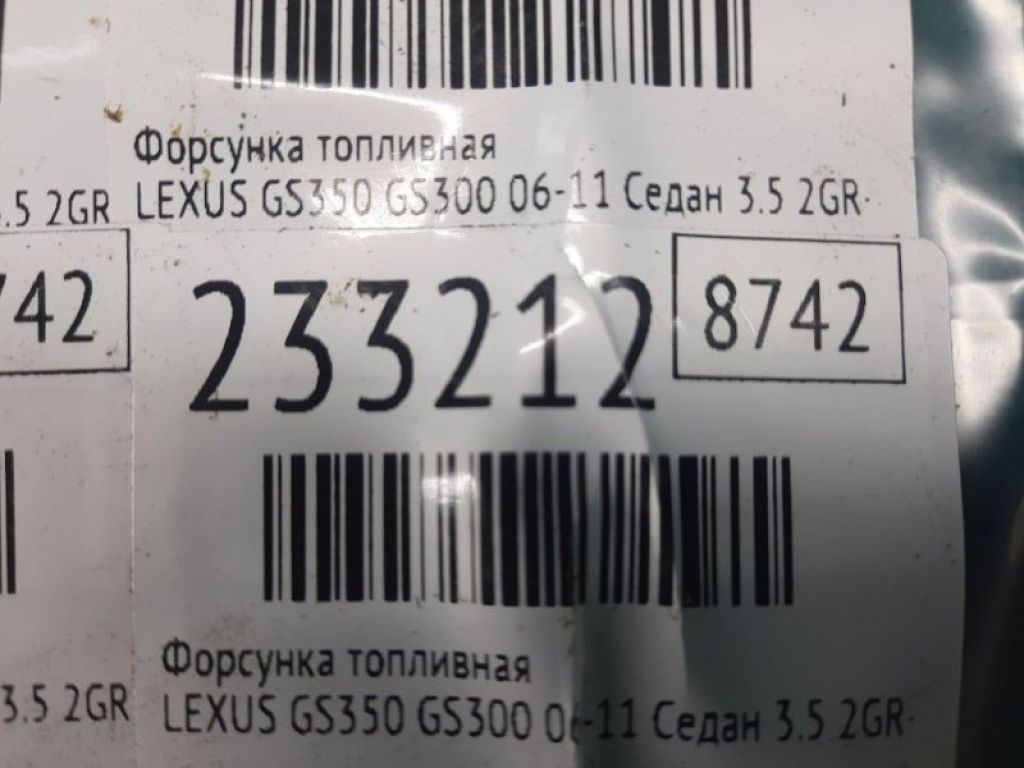 Форсунка топливная
.5 2GR LEXUS GS350 GS300 06-11 Седан 3.5 2GR-
742 233212 8742
Форсунка топливная
3.5 2GR LEXUS GS350 GS300 06-11 Седан 3.5 2GR-